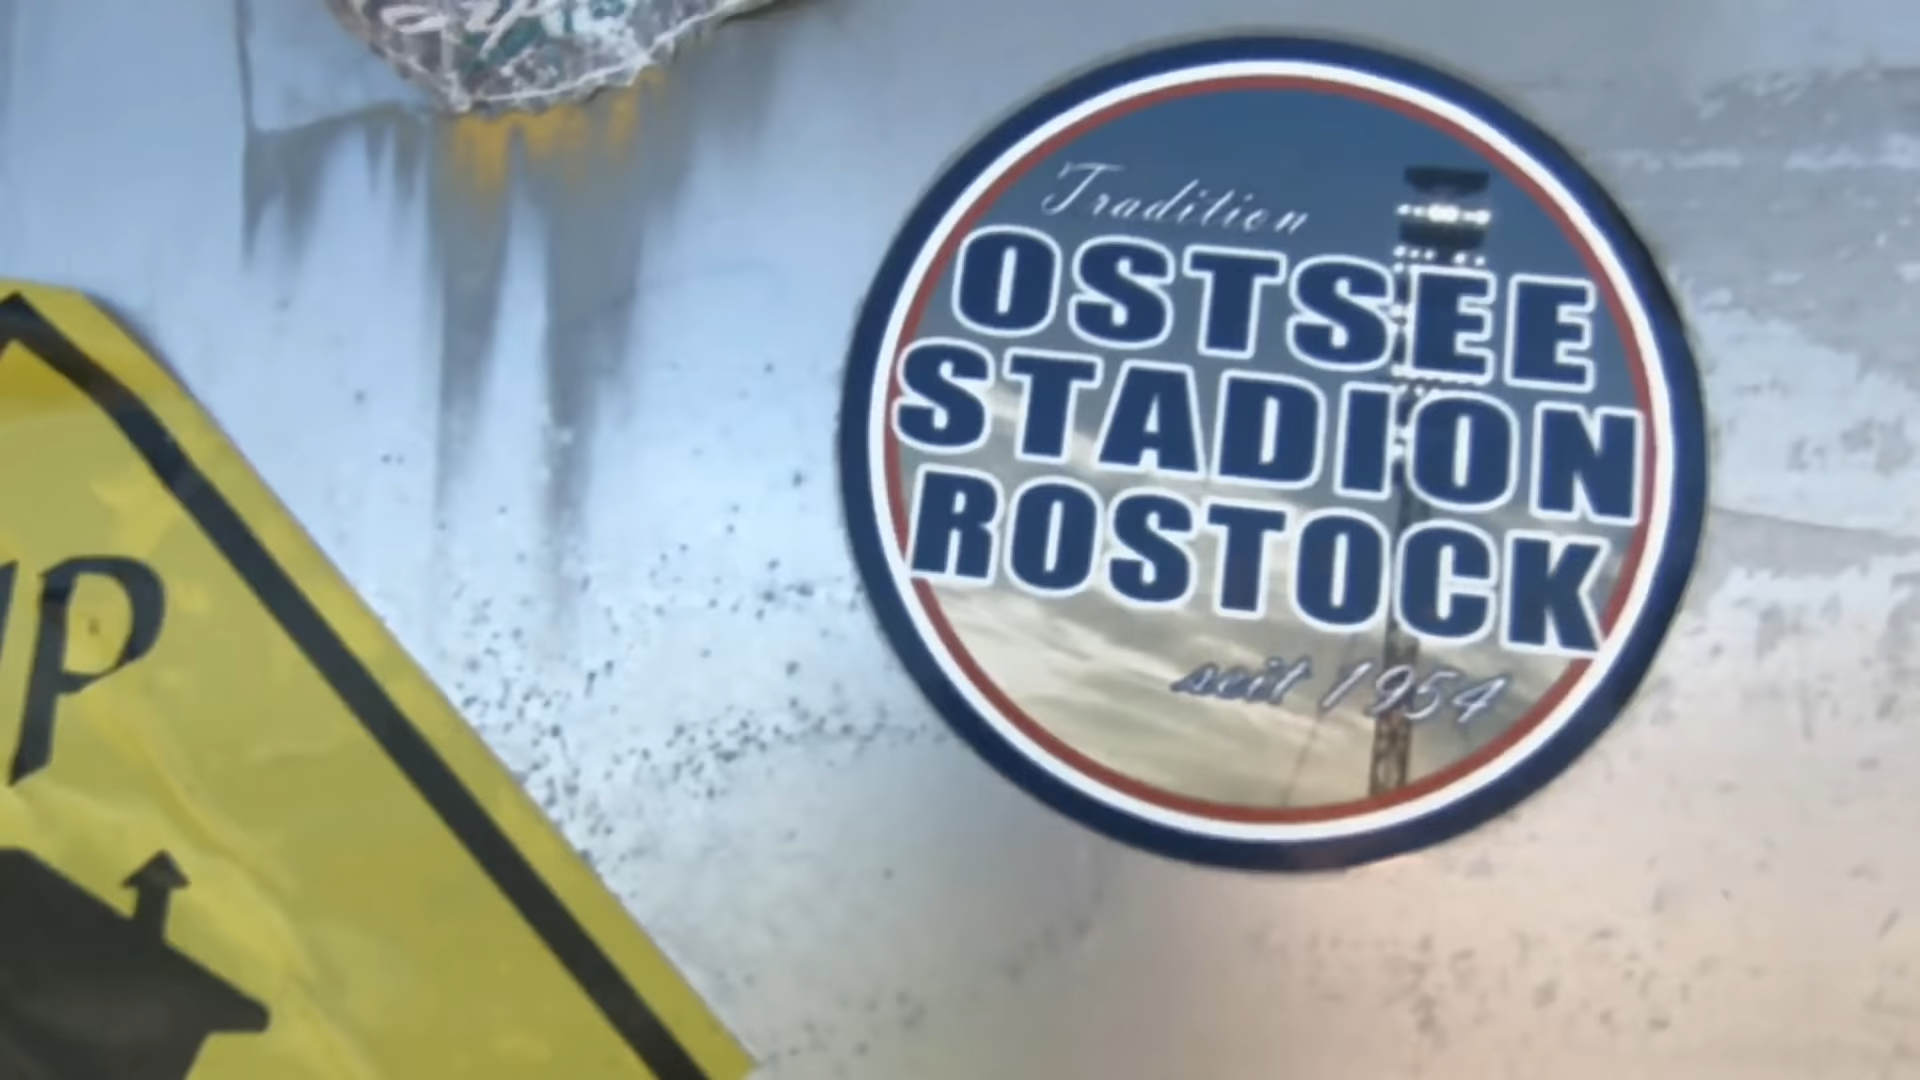 Tradition
OSTSEE
STADION
ROSTOCK
seit 1954